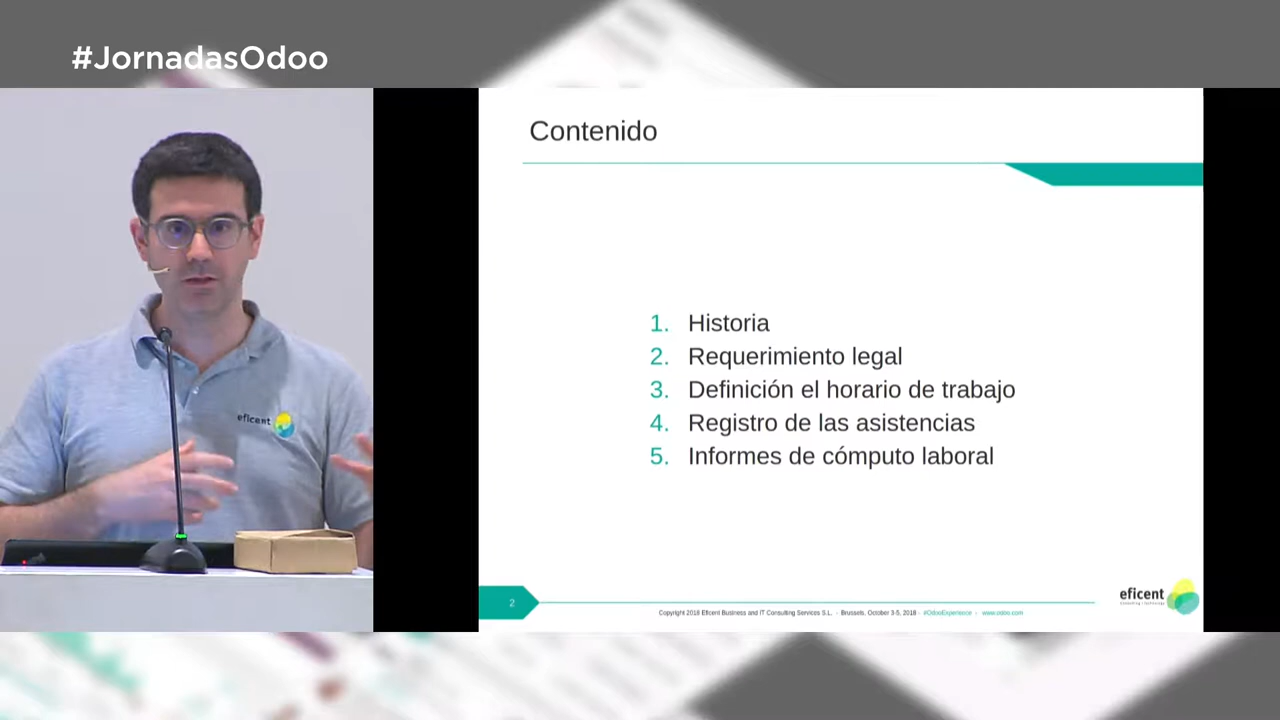 #JornadasOdoo
Contenido
1. Historia
2. Requerimiento legal
3. Definición el horario de trabajo
4. Registro de las asistencias
5. Informes de cómputo laboral
eficent
2
Copyright 2018 Eficent Business and IT Consulting Services S.L. - Brussels, October 3-5, 2018 - #OdooExperience - www.odoo.com
eficent